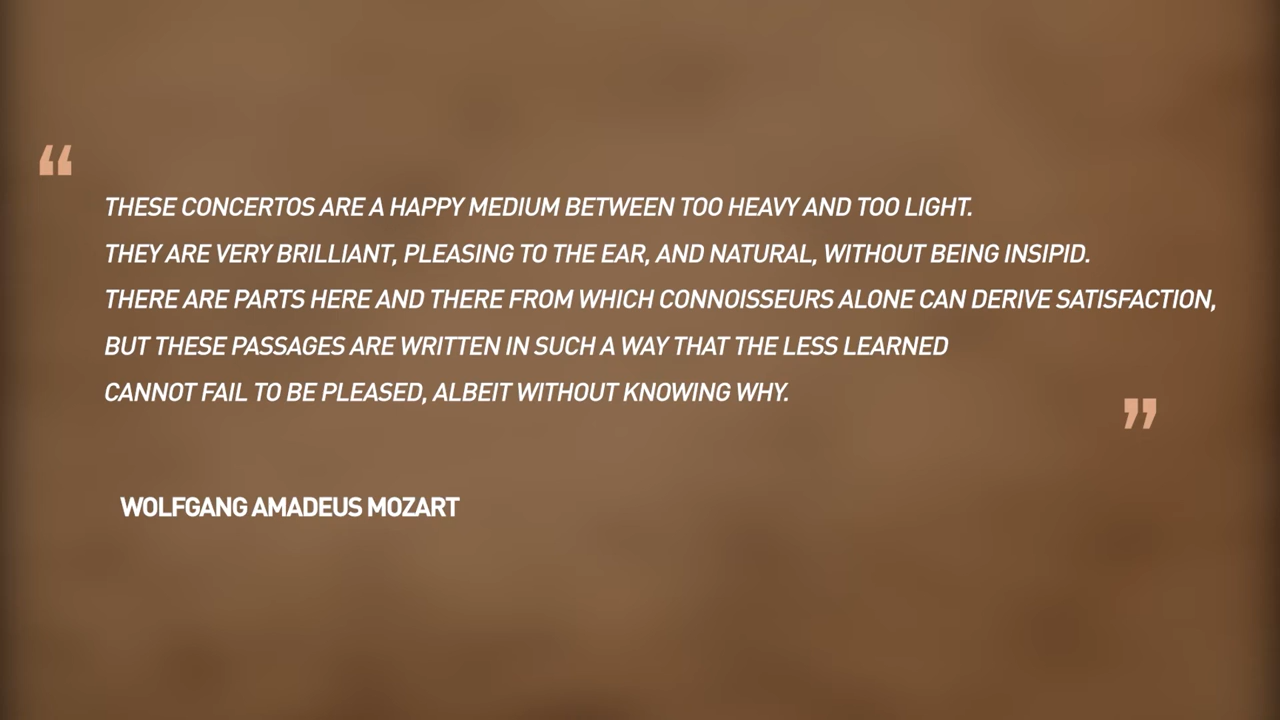 “
THESE CONCERTOS ARE A HAPPY MEDIUM BETWEEN TOO HEAVY AND TOO LIGHT.
THEY ARE VERY BRILLIANT, PLEASING TO THE EAR, AND NATURAL, WITHOUT BEING INSIPID.
THERE ARE PARTS HERE AND THERE FROM WHICH CONNOISSEURS ALONE CAN DERIVE SATISFACTION,
BUT THESE PASSAGES ARE WRITTEN IN SUCH A WAY THAT THE LESS LEARNED
CANNOT FAIL TO BE PLEASED, ALBEIT WITHOUT KNOWING WHY.
”
WOLFGANG AMADEUS MOZART